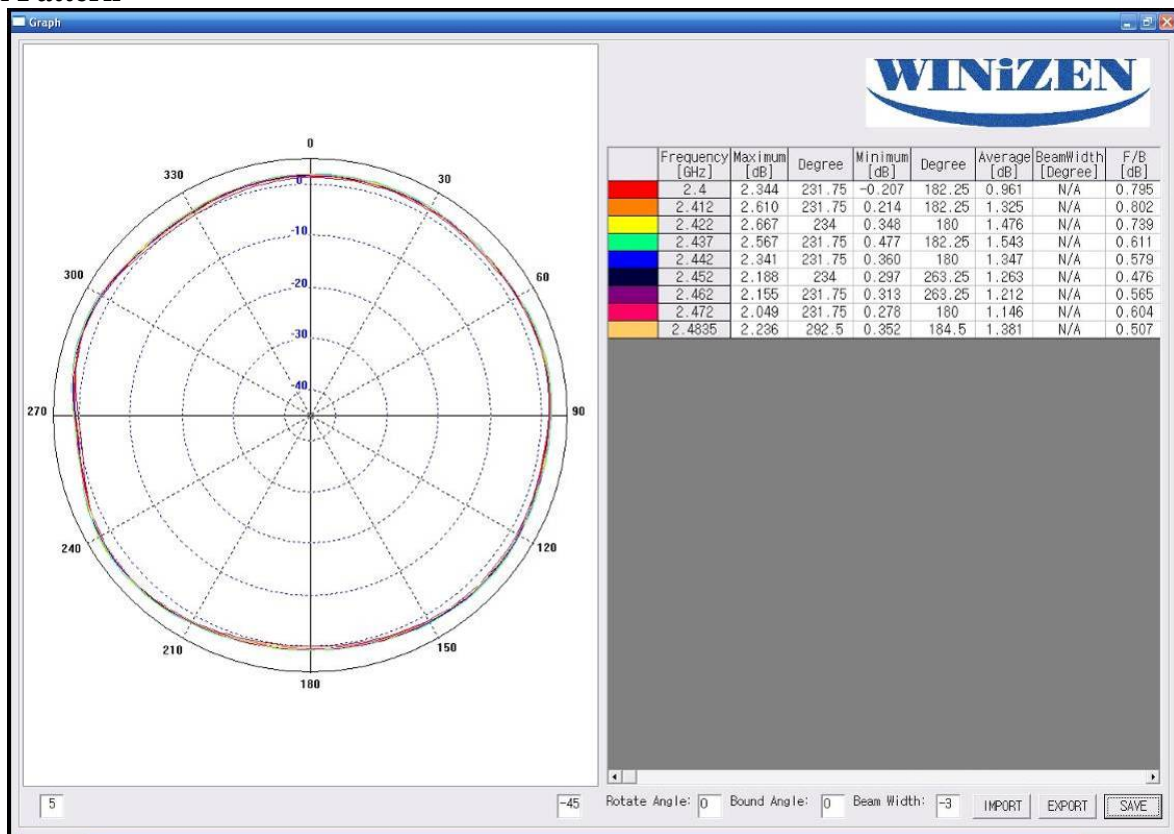 Graph
WINiZEN
0
330 30
300 60
270 90
240 120
210 150
180
0
-10
-20
-30
-40
Frequency [GHz] Maximum [dB] Degree Minimum [dB] Degree Average [dB] BeamWidth [Degree] F/B [dB]
2.4 2.344 231.75 -0.207 182.25 0.961 N/A 0.795
2.412 2.610 231.75 0.214 182.25 1.325 N/A 0.802
2.422 2.667 234 0.348 180 1.476 N/A 0.739
2.437 2.567 231.75 0.477 182.25 1.543 N/A 0.611
2.442 2.341 231.75 0.360 180 1.347 N/A 0.579
2.452 2.188 234 0.297 263.25 1.263 N/A 0.476
2.462 2.155 231.75 0.313 263.25 1.212 N/A 0.565
2.472 2.049 231.75 0.278 180 1.146 N/A 0.604
2.4835 2.236 292.5 0.352 184.5 1.381 N/A 0.507
5 -45 Rotate Angle: 0 Bound Angle: 0 Beam Width: -3 IMPORT EXPORT SAVE